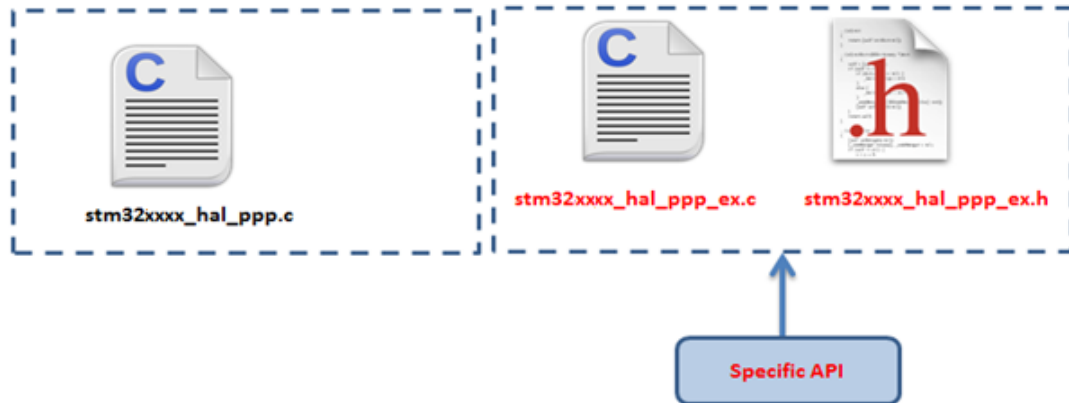 C
C
.h
stm32xxxx_hal_ppp.c
stm32xxxx_hal_ppp_ex.c
stm32xxxx_hal_ppp_ex.h
Specific API